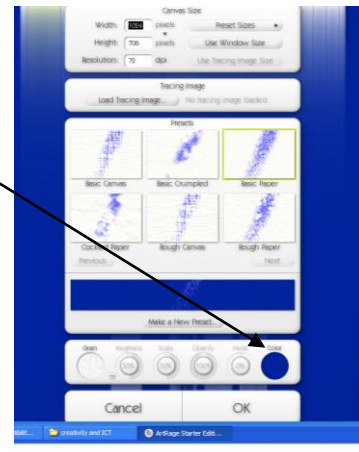 Canvas Size
Width: 1024 pixels Preset Sizes
Height: 706 pixels Use Window Size
Resolution: 72 dpi Use Tracing Image Size
Tracing Image
Load Tracing Image... No tracing image loaded.
Presets
Basic Canvas Basic Crumpled Basic Paper
Cockled Paper Rough Canvas Rough Paper
Previous Next
Make a New Preset...
Grain Roughness Scale Opacity Metal Color
100% 0%
Cancel OK
creativity and ICT ArtRage Starter Editi...